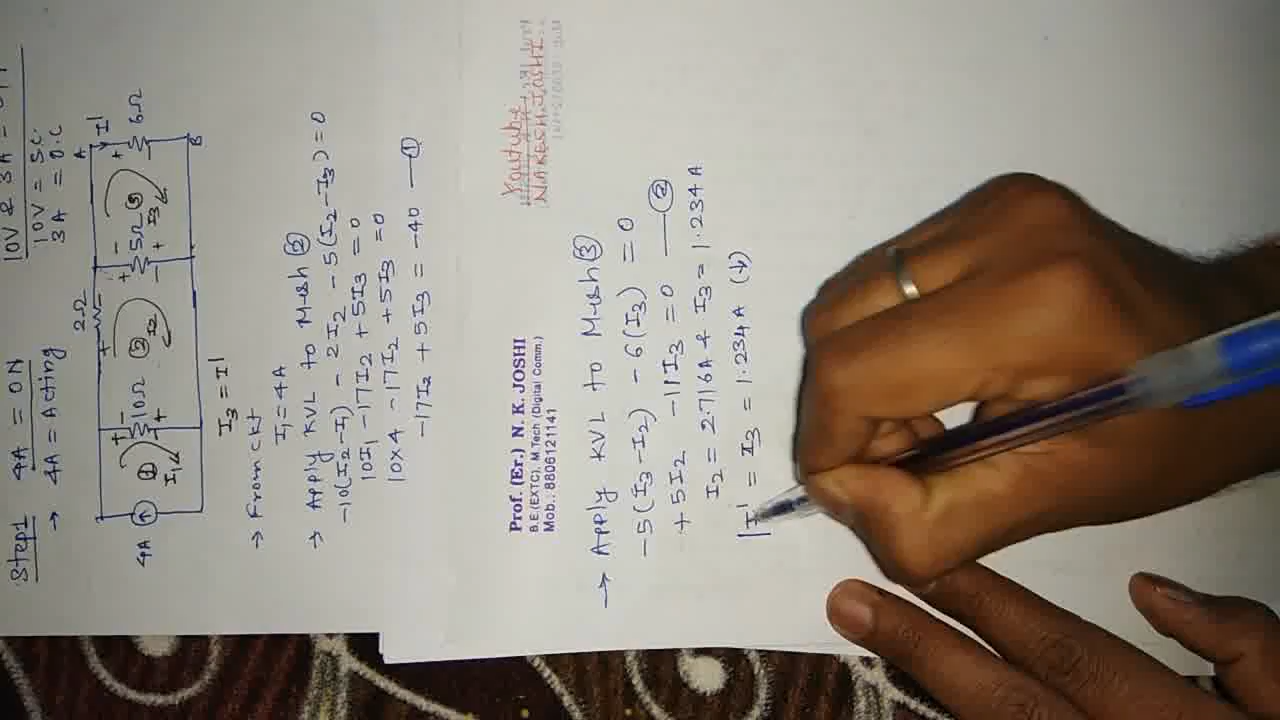 Step1 4A = ON
10V & 3A =
→ 4A = Acting
10V = S.C.
3A = O.C
2Ω
A
I'
4A
①
I₁
10Ω
②
I₂
5Ω
③
I₃
6Ω
B
I₃ = I'
→ From ckt
I₁ = 4A
→ Apply KVL to Mesh ②
-10(I₂-I₁) - 2I₂ - 5(I₂-I₃) = 0
10I₁ - 17I₂ + 5I₃ = 0
10×4 - 17I₂ + 5I₃ = 0
-17I₂ + 5I₃ = -40 — ①
Prof. (Er.) N. K. JOSHI
B.E (EXTC), M.Tech (Digital Comm.)
Mob.: 8806121141
Youtube:
NAKESH JOSHI
→ Apply KVL to Mesh ③
-5(I₃-I₂) - 6(I₃) = 0
+5I₂ - 11I₃ = 0 — ②
I₂ = 2.716A & I₃ = 1.234A
I' = I₃ = 1.234A (↓)